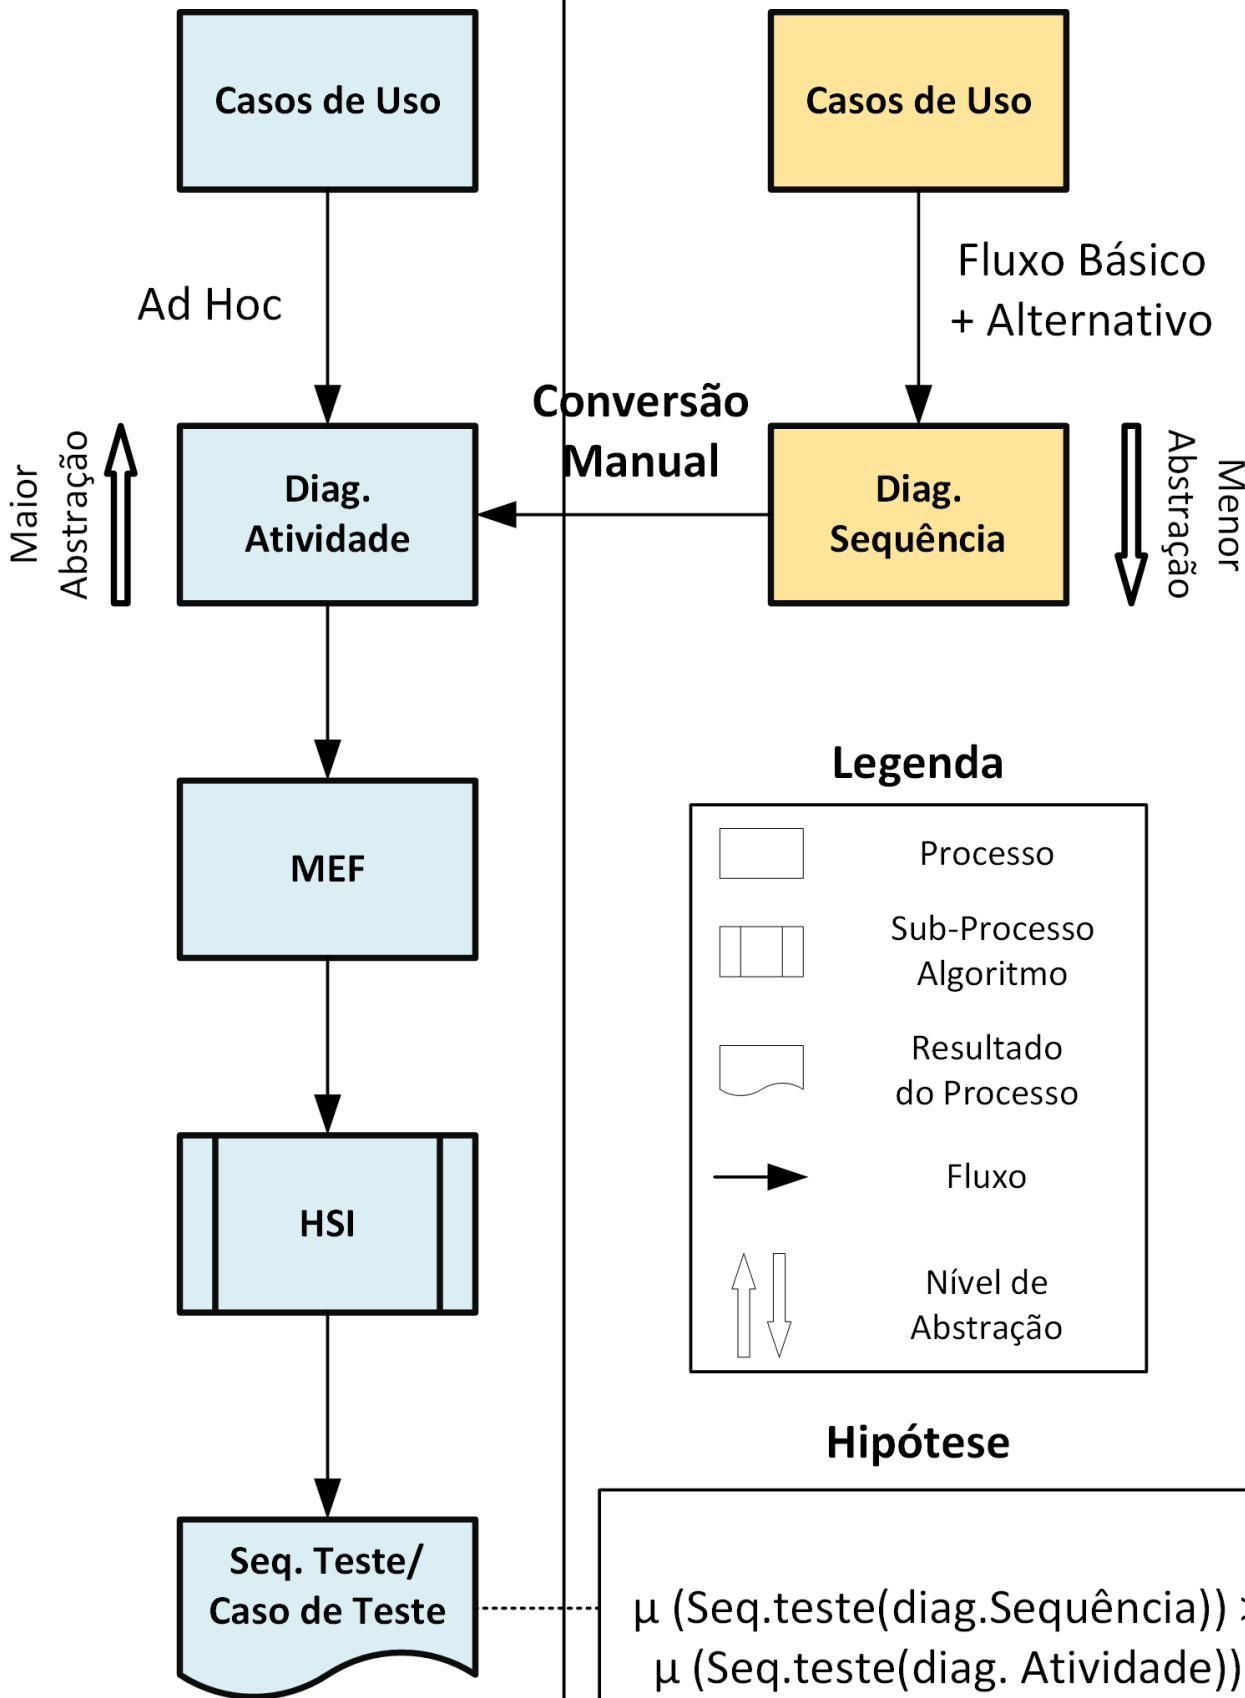 Casos de Uso
Casos de Uso
Ad Hoc
Fluxo Básico
+ Alternativo
Conversão
Manual
Maior
Abstração
Diag.
Atividade
Diag.
Sequência
Menor
Abstração
MEF
HSI
Seq. Teste/
Caso de Teste
Legenda
Processo
Sub-Processo
Algoritmo
Resultado
do Processo
Fluxo
Nível de
Abstração
Hipótese
µ (Seq.teste(diag.Sequência)) >
µ (Seq.teste(diag. Atividade))